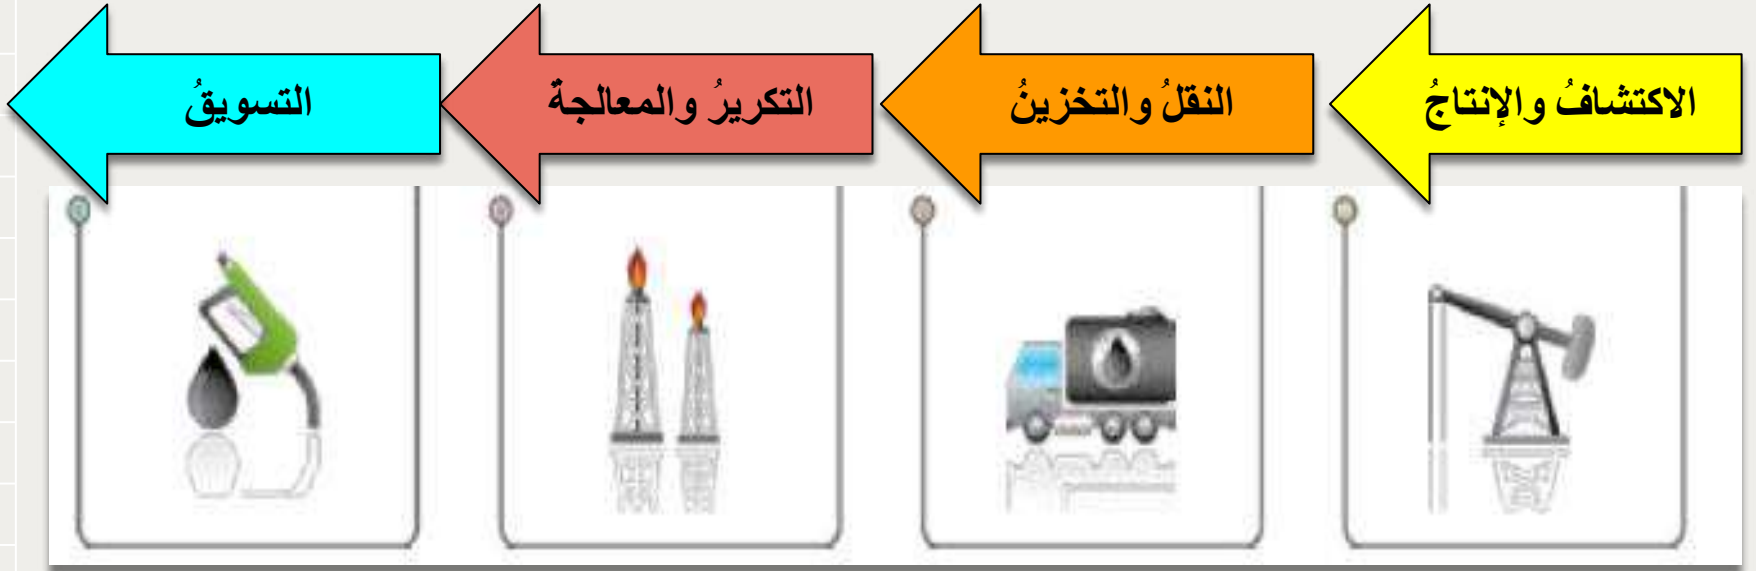 الاكتشافُ والإنتاجُ
النقلُ والتخزينُ
التكريرُ والمعالجةُ
التسويقُ